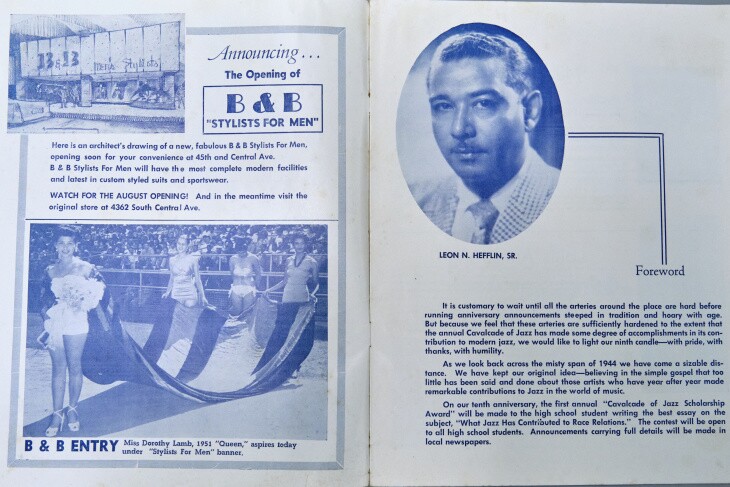 B & B Men's Stylists
Announcing...
The Opening of
B & B
"STYLISTS FOR MEN"
Here is an architect's drawing of a new, fabulous B & B Stylists For Men,
opening soon for your convenience at 45th and Central Ave.
B & B Stylists For Men will have the most complete modern facilities
and latest in custom styled suits and sportswear.
WATCH FOR THE AUGUST OPENING! And in the meantime visit the
original store at 4362 South Central Ave.
B & B ENTRY Miss Dorothy Lamb, 1951 "Queen," aspires today
under "Stylists For Men" banner.
LEON N. HEFFLIN, SR.
Foreword
It is customary to wait until all the arteries around the place are hard before
running anniversary announcements steeped in tradition and hoary with age.
But because we feel that these arteries are sufficiently hardened to the extent that
the annual Cavalcade of Jazz has made some degree of accomplishments in its con-
tribution to modern jazz, we would like to light our ninth candle—with pride, with
thanks, with humility.
As we look back across the misty span of 1944 we have come a sizable dis-
tance. We have kept our original idea—believing in the simple gospel that too
little has been said and done about those artists who have year after year made
remarkable contributions to Jazz in the world of music.
On our tenth anniversary, the first annual "Cavalcade of Jazz Scholarship
Award" will be made to the high school student writing the best essay on the
subject, "What Jazz Has Contributed to Race Relations." The contest will be open
to all high school students. Announcements carrying full details will be made in
local newspapers.